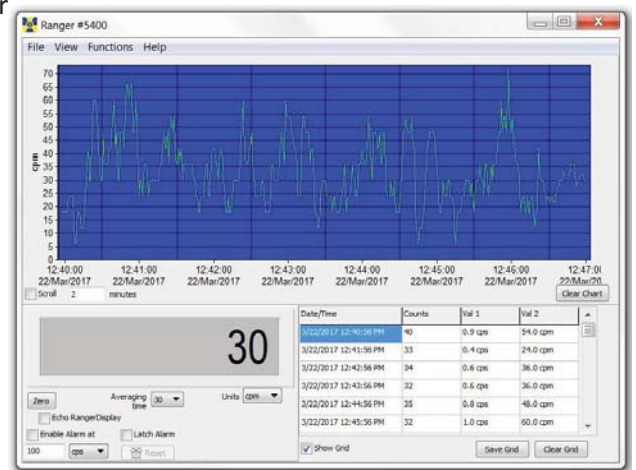 r
Ranger #5400
File View Functions Help
70
65
60
55
50
45
40
35
30
25
20
15
10
5
0
cpm
12:40:00 12:41:00 12:42:00 12:43:00 12:44:00 12:45:00 12:46:00 12:47:0
22/Mar/2017 22/Mar/2017 22/Mar/2017 22/Mar/2017 22/Mar/2017 22/Mar/2017 22/Mar/2017 22/Mar/20
Scroll 2 minutes Clear Chart
30
Zero Averaging time 30 Units cpm
Echo RangerDisplay
Enable Alarm at Latch Alarm
100 cps Reset
Date/Time Counts Val 1 Val 2
3/22/2017 12:40:56 PM 40 0.9 cps 54.0 cpm
3/22/2017 12:41:56 PM 33 0.4 cps 24.0 cpm
3/22/2017 12:42:56 PM 34 0.6 cps 36.0 cpm
3/22/2017 12:43:56 PM 32 0.6 cps 36.0 cpm
3/22/2017 12:44:56 PM 35 0.8 cps 48.0 cpm
3/22/2017 12:45:56 PM 32 1.0 cps 60.0 cpm
Show Grid Save Grid Clear Grid